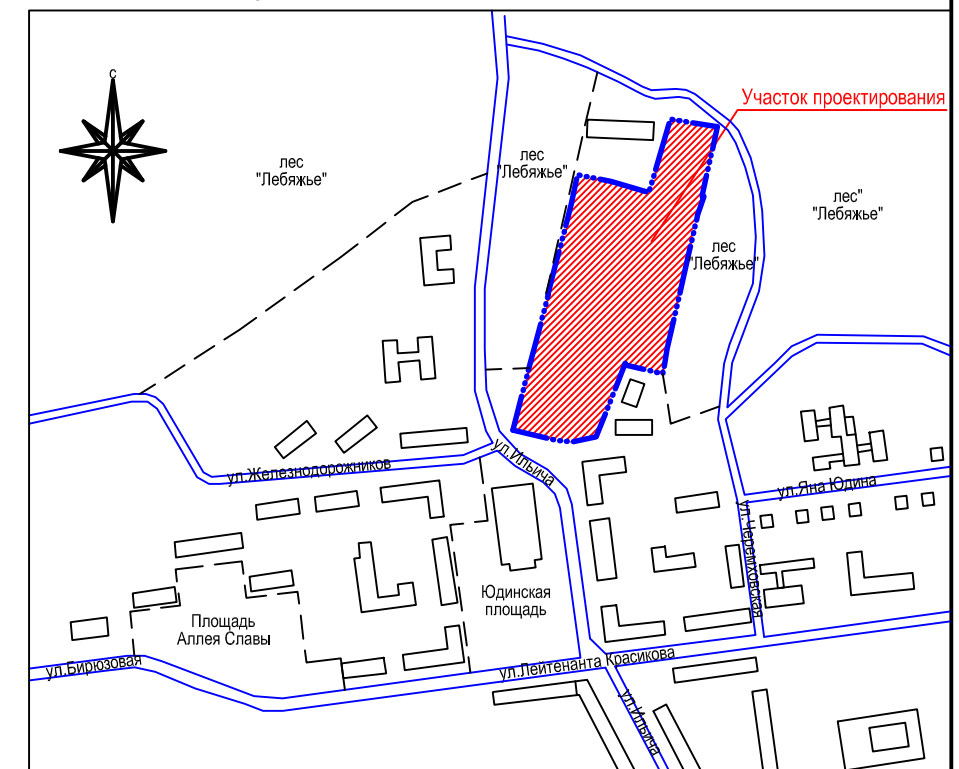 с
Участок проектирования
лес
"Лебяжье"
лес
"Лебяжье"
лес"
"Лебяжье"
лес
"Лебяжье"
ул.Железнодорожников
ул.Ильича
ул.Яна Юдина
ул.Черемховская
Юдинская
площадь
Площадь
Аллея Славы
ул.Бирюзовая
ул.Лейтенанта Красикова
ул.Ильича